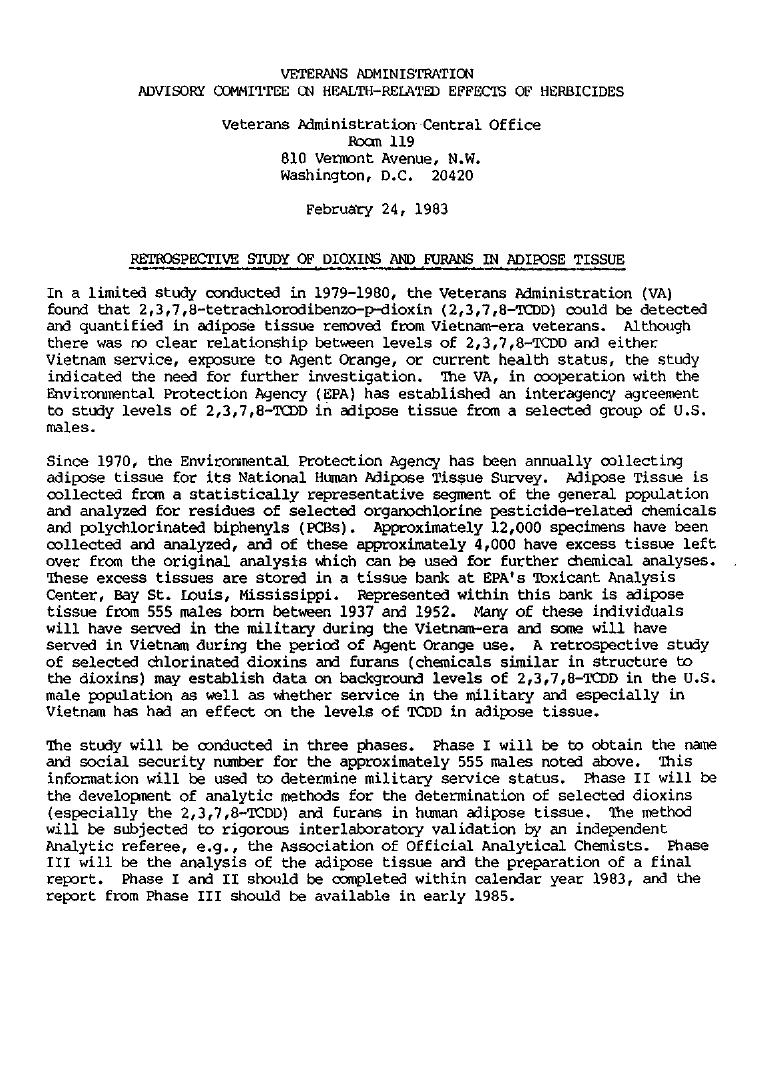 VETERANS ADMINISTRATION
ADVISORY COMMITTEE ON HEALTH-RELATED EFFECTS OF HERBICIDES
Veterans Administration Central Office
Room 119
810 Vermont Avenue, N.W.
Washington, D.C. 20420
February 24, 1983
RETROSPECTIVE STUDY OF DIOXINS AND FURANS IN ADIPOSE TISSUE
In a limited study conducted in 1979-1980, the Veterans Administration (VA)
found that 2,3,7,8-tetrachlorodibenzo-p-dioxin (2,3,7,8-TCDD) could be detected
and quantified in adipose tissue removed from Vietnam-era veterans. Although
there was no clear relationship between levels of 2,3,7,8-TCDD and either
Vietnam service, exposure to Agent Orange, or current health status, the study
indicated the need for further investigation. The VA, in cooperation with the
Environmental Protection Agency (EPA) has established an interagency agreement
to study levels of 2,3,7,8-TCDD in adipose tissue from a selected group of U.S.
males.
Since 1970, the Environmental Protection Agency has been annually collecting
adipose tissue for its National Human Adipose Tissue Survey. Adipose Tissue is
collected from a statistically representative segment of the general population
and analyzed for residues of selected organochlorine pesticide-related chemicals
and polychlorinated biphenyls (PCBs). Approximately 12,000 specimens have been
collected and analyzed, and of these approximately 4,000 have excess tissue left
over from the original analysis which can be used for further chemical analyses.
These excess tissues are stored in a tissue bank at EPA's Toxicant Analysis
Center, Bay St. Louis, Mississippi. Represented within this bank is adipose
tissue from 555 males born between 1937 and 1952. Many of these individuals
will have served in the military during the Vietnam-era and some will have
served in Vietnam during the period of Agent Orange use. A retrospective study
of selected chlorinated dioxins and furans (chemicals similar in structure to
the dioxins) may establish data on background levels of 2,3,7,8-TCDD in the U.S.
male population as well as whether service in the military and especially in
Vietnam has had an effect on the levels of TCDD in adipose tissue.
The study will be conducted in three phases. Phase I will be to obtain the name
and social security number for the approximately 555 males noted above. This
information will be used to determine military service status. Phase II will be
the development of analytic methods for the determination of selected dioxins
(especially the 2,3,7,8-TCDD) and furans in human adipose tissue. The method
will be subjected to rigorous interlaboratory validation by an independent
Analytic referee, e.g., the Association of Official Analytical Chemists. Phase
III will be the analysis of the adipose tissue and the preparation of a final
report. Phase I and II should be completed within calendar year 1983, and the
report from Phase III should be available in early 1985.